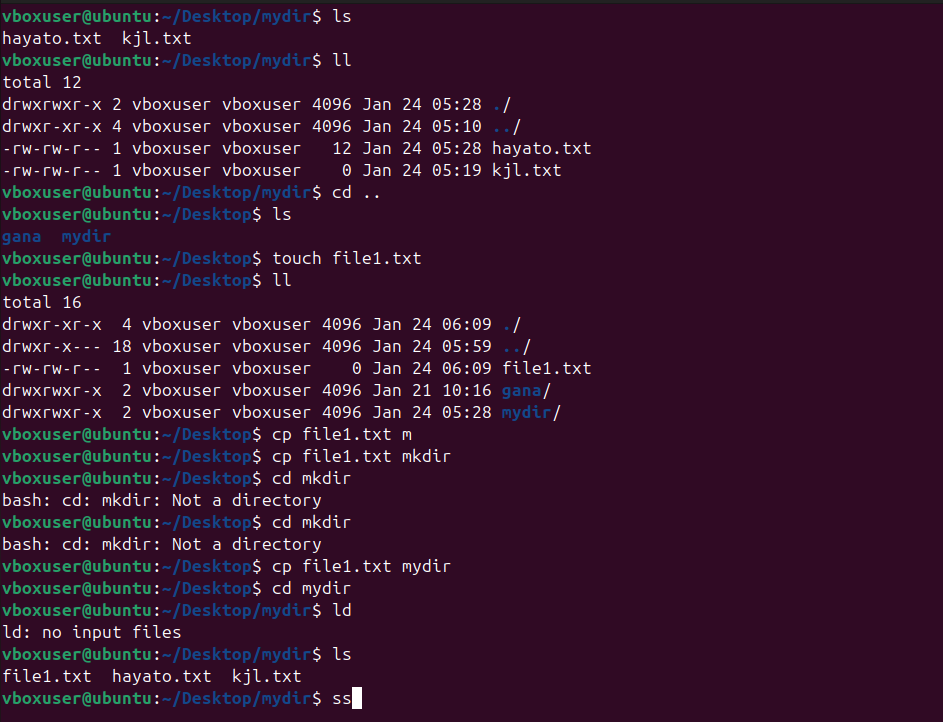 vboxuser@ubuntu:~/Desktop/mydir$ ls
hayato.txt  kjl.txt
vboxuser@ubuntu:~/Desktop/mydir$ ll
total 12
drwxrwxr-x 2 vboxuser vboxuser 4096 Jan 24 05:28 ./
drwxr-xr-x 4 vboxuser vboxuser 4096 Jan 24 05:10 ../
-rw-rw-r-- 1 vboxuser vboxuser   12 Jan 24 05:28 hayato.txt
-rw-rw-r-- 1 vboxuser vboxuser    0 Jan 24 05:19 kjl.txt
vboxuser@ubuntu:~/Desktop/mydir$ cd ..
vboxuser@ubuntu:~/Desktop$ ls
gana  mydir
vboxuser@ubuntu:~/Desktop$ touch file1.txt
vboxuser@ubuntu:~/Desktop$ ll
total 16
drwxr-xr-x  4 vboxuser vboxuser 4096 Jan 24 06:09 ./
drwxr-x--- 18 vboxuser vboxuser 4096 Jan 24 05:59 ../
-rw-rw-r--  1 vboxuser vboxuser    0 Jan 24 06:09 file1.txt
drwxrwxr-x  2 vboxuser vboxuser 4096 Jan 21 10:16 gana/
drwxrwxr-x  2 vboxuser vboxuser 4096 Jan 24 05:28 mydir/
vboxuser@ubuntu:~/Desktop$ cp file1.txt m
vboxuser@ubuntu:~/Desktop$ cp file1.txt mkdir
vboxuser@ubuntu:~/Desktop$ cd mkdir
bash: cd: mkdir: Not a directory
vboxuser@ubuntu:~/Desktop$ cd mkdir
bash: cd: mkdir: Not a directory
vboxuser@ubuntu:~/Desktop$ cp file1.txt mydir
vboxuser@ubuntu:~/Desktop$ cd mydir
vboxuser@ubuntu:~/Desktop/mydir$ ld
ld: no input files
vboxuser@ubuntu:~/Desktop/mydir$ ls
file1.txt  hayato.txt  kjl.txt
vboxuser@ubuntu:~/Desktop/mydir$ ss